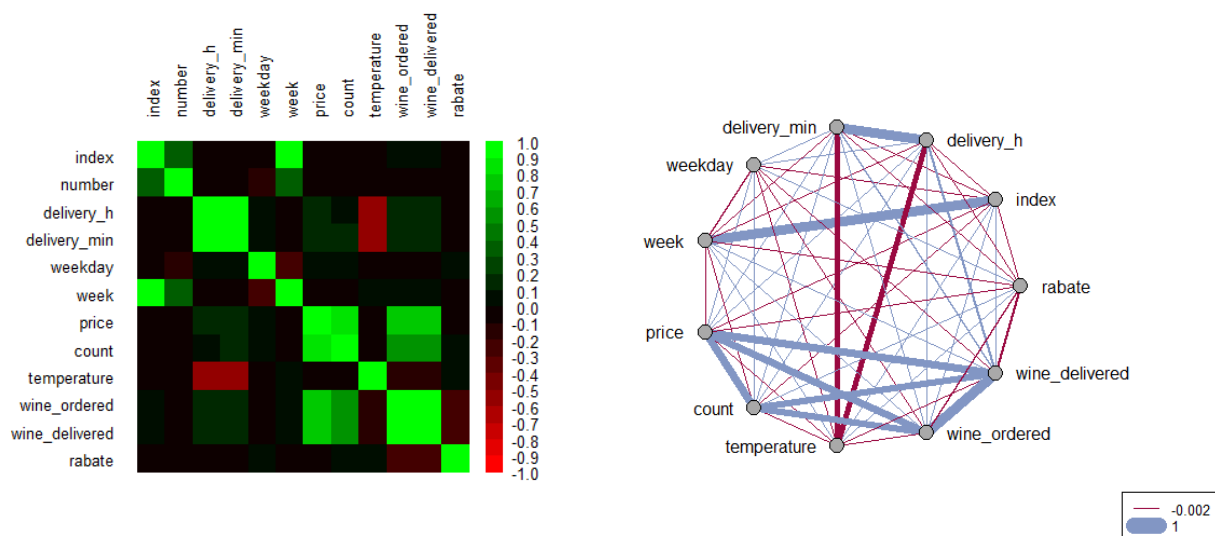 index
number
delivery_h
delivery_min
weekday
week
price
count
temperature
wine_ordered
wine_delivered
rabate
index
number
delivery_h
delivery_min
weekday
week
price
count
temperature
wine_ordered
wine_delivered
rabate
1.0
0.9
0.8
0.7
0.6
0.5
0.4
0.3
0.2
0.1
0.0
-0.1
-0.2
-0.3
-0.4
-0.5
-0.6
-0.7
-0.8
-0.9
-1.0
delivery_min
delivery_h
weekday
index
week
rabate
price
wine_delivered
count
wine_ordered
temperature
-0.002
1